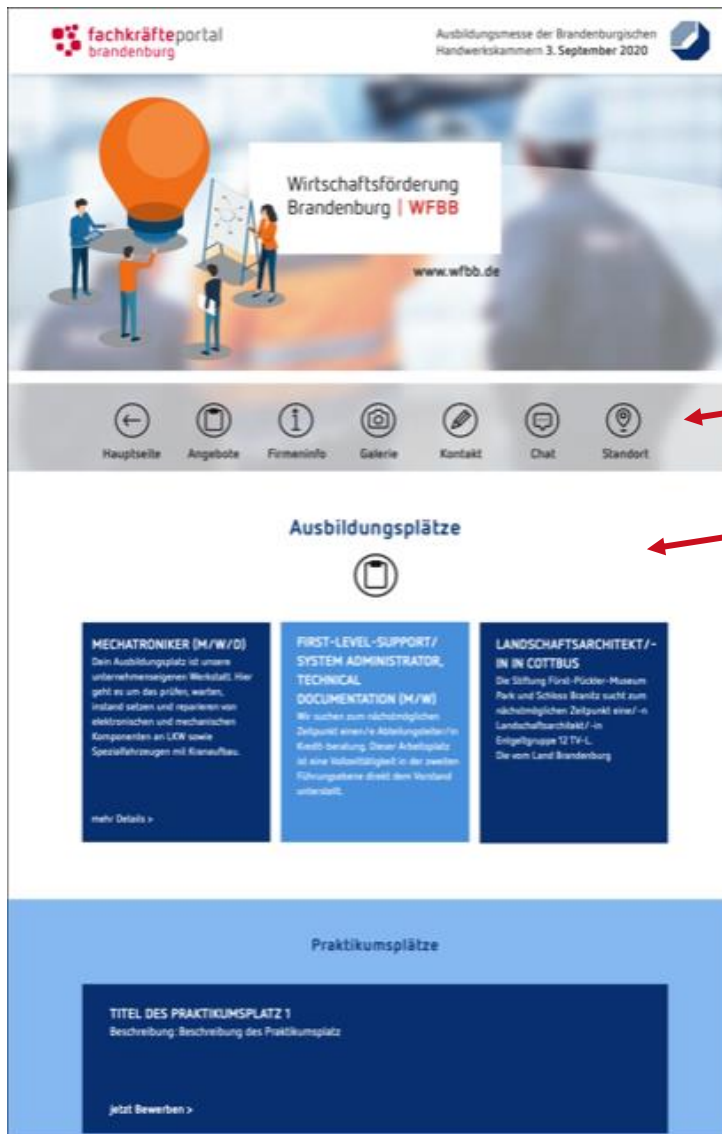 fachkräfteportal
brandenburg
Ausbildungsmesse der Brandenburgischen
Handwerkskammern 3. September 2020
Wirtschaftsförderung
Brandenburg | WFBB
www.wfbb.de
Hauptseite Angebote Firmeninfo Galerie Kontakt Chat Standort
Ausbildungsplätze
MECHATRONIKER (M/W/D)
Dein Ausbildungsplatz ist unsere
unternehmenseigenen Werkstatt. Hier
geht es um das prüfen, warten,
instand setzen und reparieren von
elektronischen und mechanischen
Komponenten an LKW sowie
Spezialfahrzeugen mit Kranaufbau.
mehr Details >
FIRST-LEVEL-SUPPORT/
SYSTEM ADMINISTRATOR,
TECHNICAL
DOCUMENTATION (M/W)
Wir suchen zum nächstmöglichen
Zeitpunkt einen/e Abteilungsleiter/in
Kredit-beratung. Dieser Arbeitsplatz
ist eine Vollzeittätigkeit in der zweiten
Führungsebene direkt dem Vorstand
unterstellt.
LANDSCHAFTSARCHITEKT/-
IN IN COTTBUS
Die Stiftung Fürst-Pückler-Museum
Park und Schloss Branitz sucht zum
nächstmöglichen Zeitpunkt eine/-n
Landschaftsarchitekt/-in
Entgeltgruppe 12 TV-L.
Die vom Land Brandenburg
Praktikumsplätze
TITEL DES PRAKTIKUMSPLATZ 1
Beschreibung: Beschreibung des Praktikumsplatz
jetzt Bewerben >